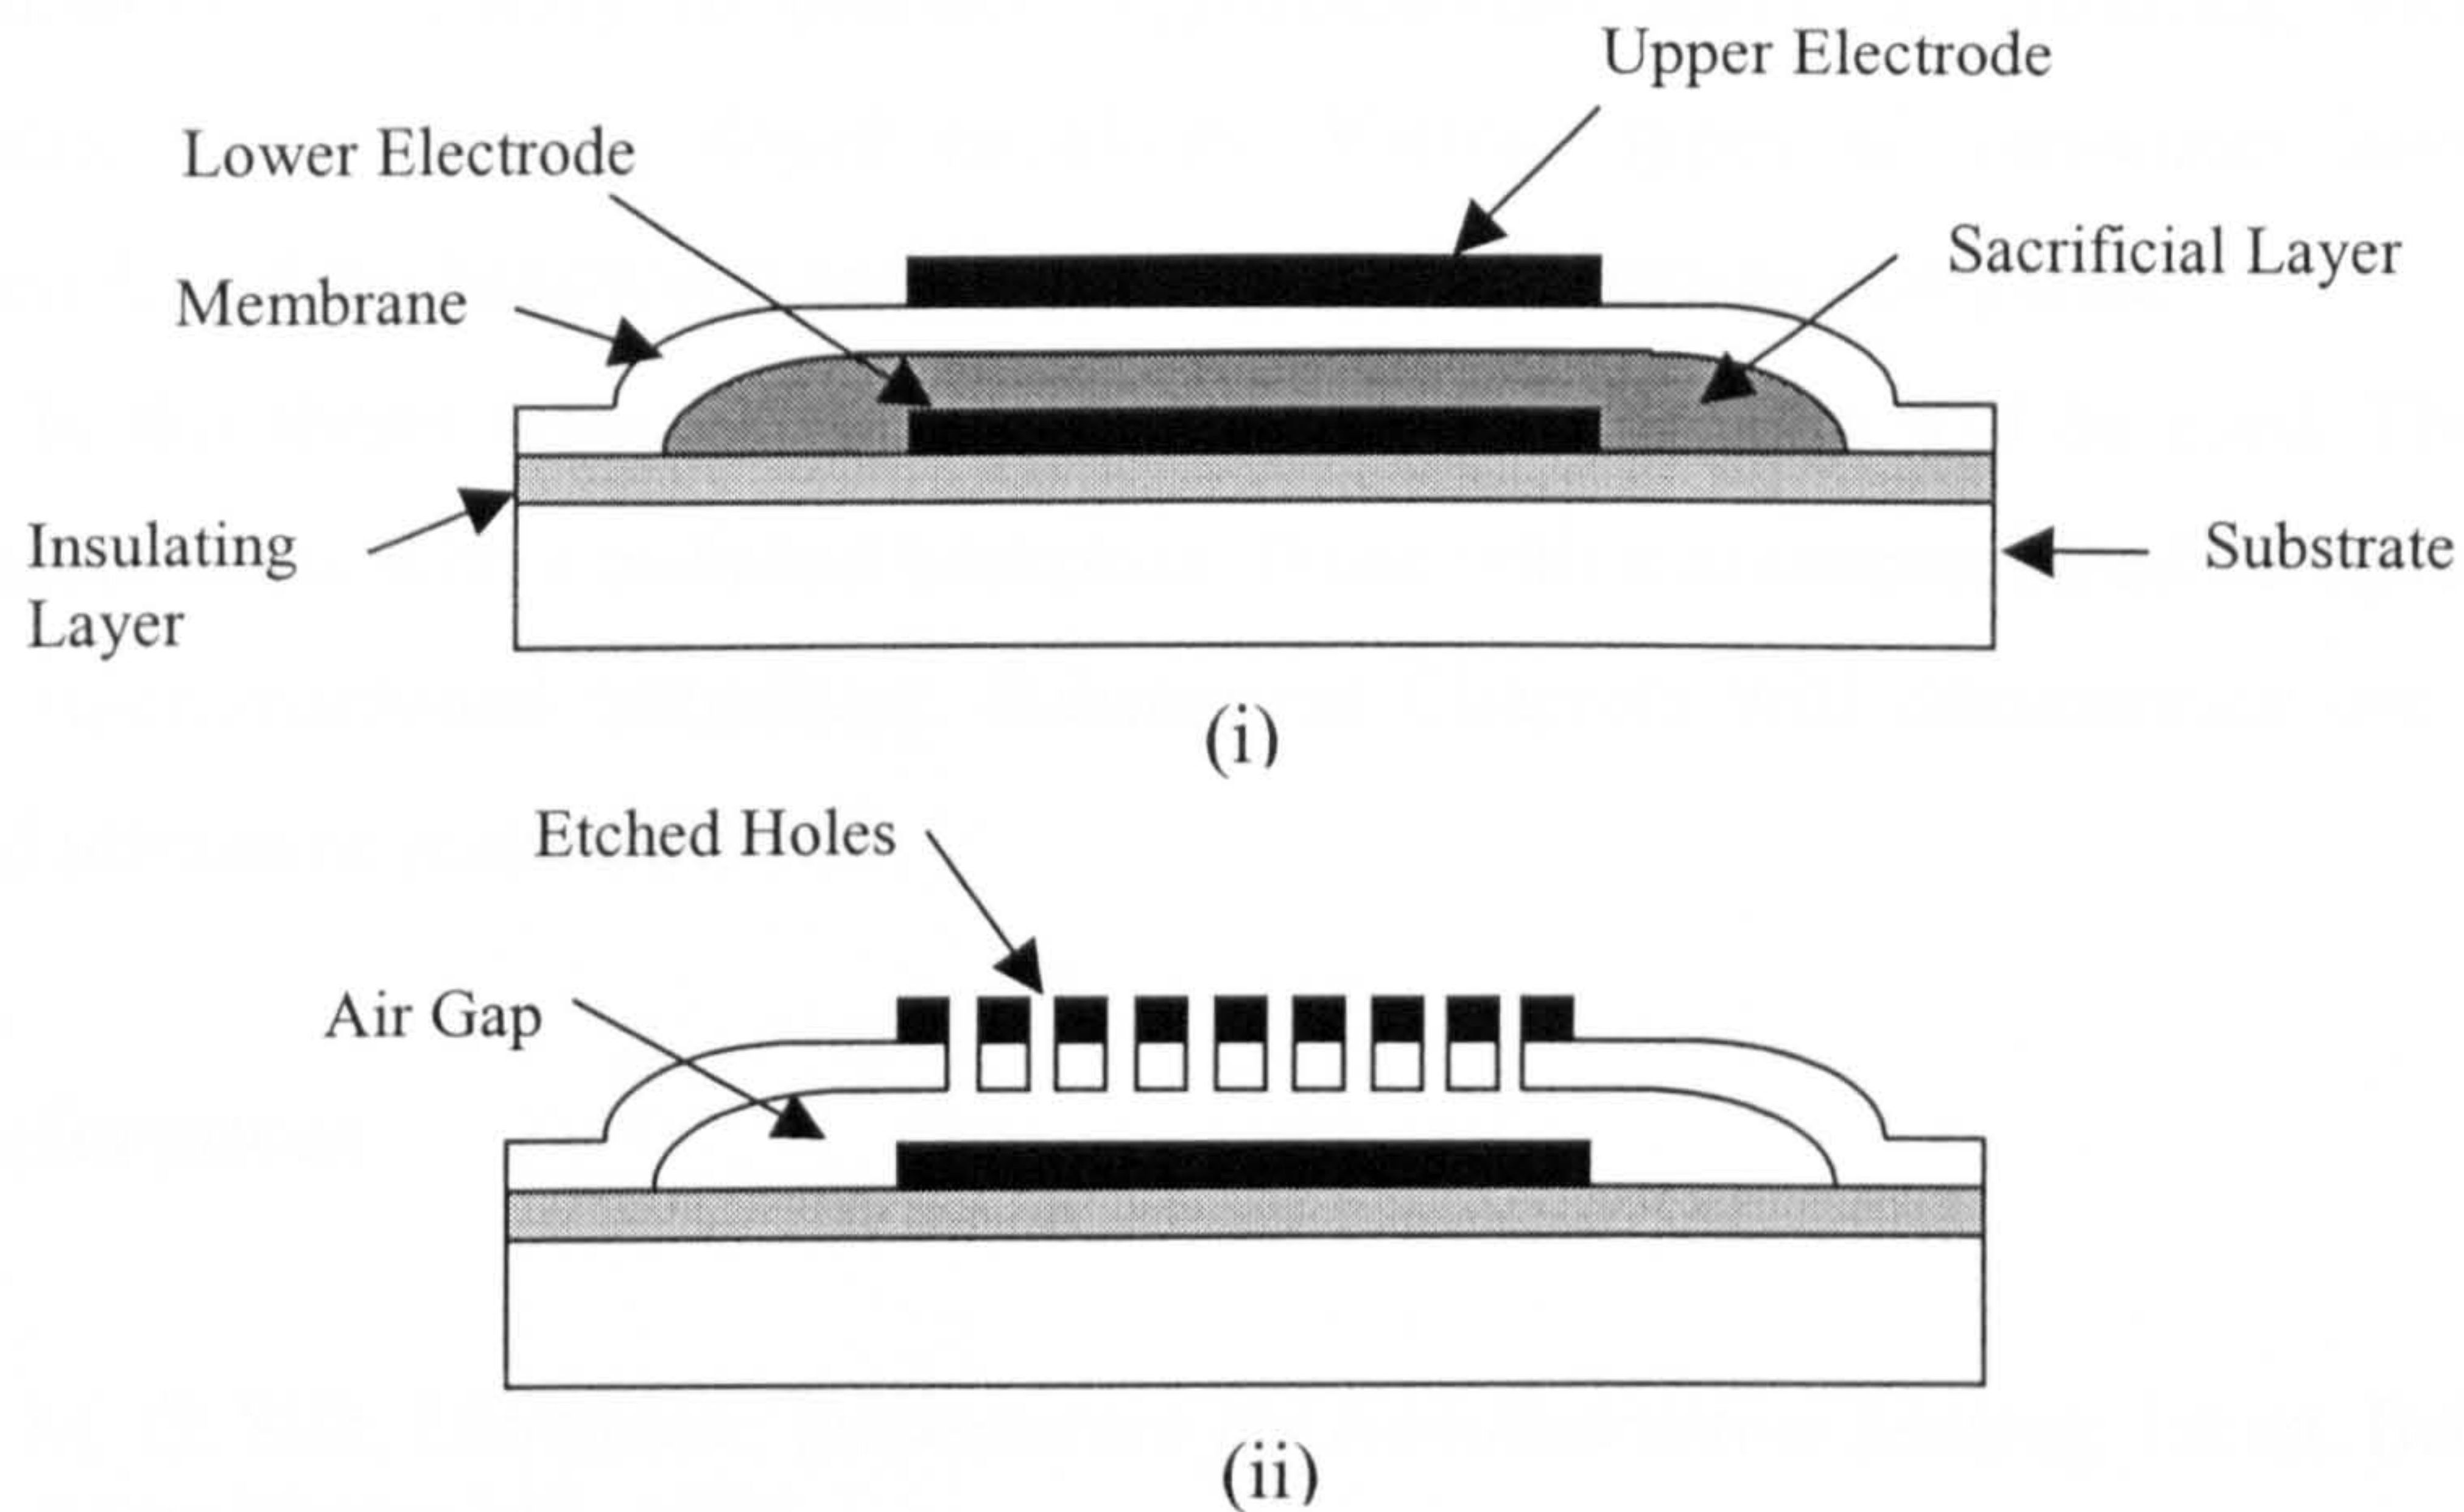 Upper Electrode
Lower Electrode
Sacrificial Layer
Membrane
Insulating
Layer
Substrate
(i)
Etched Holes
Air Gap
(ii)